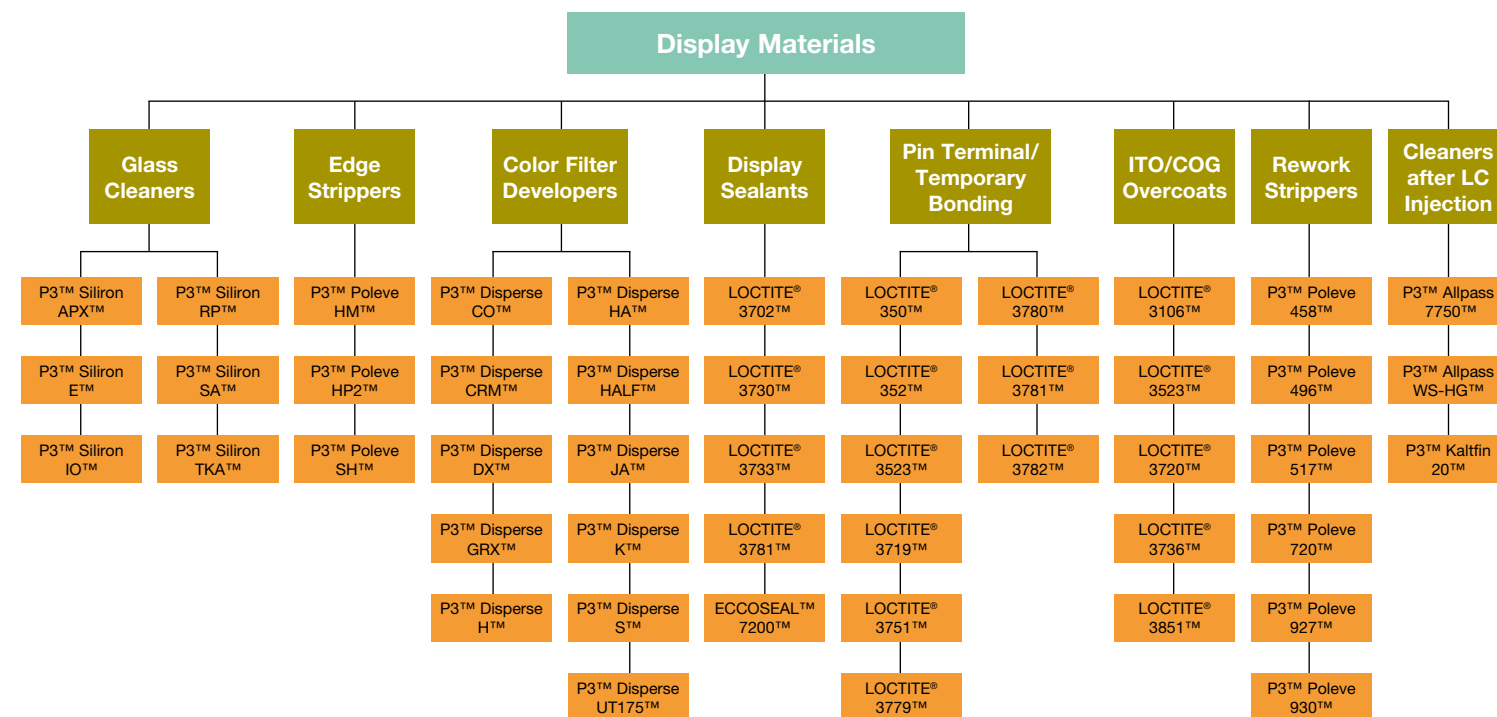 Display Materials
Glass
Cleaners
Edge
Strippers
Color Filter
Developers
Display
Sealants
Pin Terminal/
Temporary
Bonding
ITO/COG
Overcoats
Rework
Strippers
Cleaners
after LC
Injection
P3™ Siliron
APX™
P3™ Siliron
E™
P3™ Siliron
IO™
P3™ Siliron
RP™
P3™ Siliron
SA™
P3™ Siliron
TKA™
P3™ Poleve
HM™
P3™ Poleve
HP2™
P3™ Poleve
SH™
P3™ Disperse
CO™
P3™ Disperse
CRM™
P3™ Disperse
DX™
P3™ Disperse
GRX™
P3™ Disperse
H™
P3™ Disperse
HA™
P3™ Disperse
HALF™
P3™ Disperse
JA™
P3™ Disperse
K™
P3™ Disperse
S™
P3™ Disperse
UT175™
LOCTITE®
3702™
LOCTITE®
3730™
LOCTITE®
3733™
LOCTITE®
3781™
ECCOSEAL™
7200™
LOCTITE®
350™
LOCTITE®
352™
LOCTITE®
3523™
LOCTITE®
3719™
LOCTITE®
3751™
LOCTITE®
3779™
LOCTITE®
3780™
LOCTITE®
3781™
LOCTITE®
3782™
LOCTITE®
3106™
LOCTITE®
3523™
LOCTITE®
3720™
LOCTITE®
3736™
LOCTITE®
3851™
P3™ Poleve
458™
P3™ Poleve
496™
P3™ Poleve
517™
P3™ Poleve
720™
P3™ Poleve
927™
P3™ Poleve
930™
P3™ Allpass
7750™
P3™ Allpass
WS-HG™
P3™ Kaltfin
20™